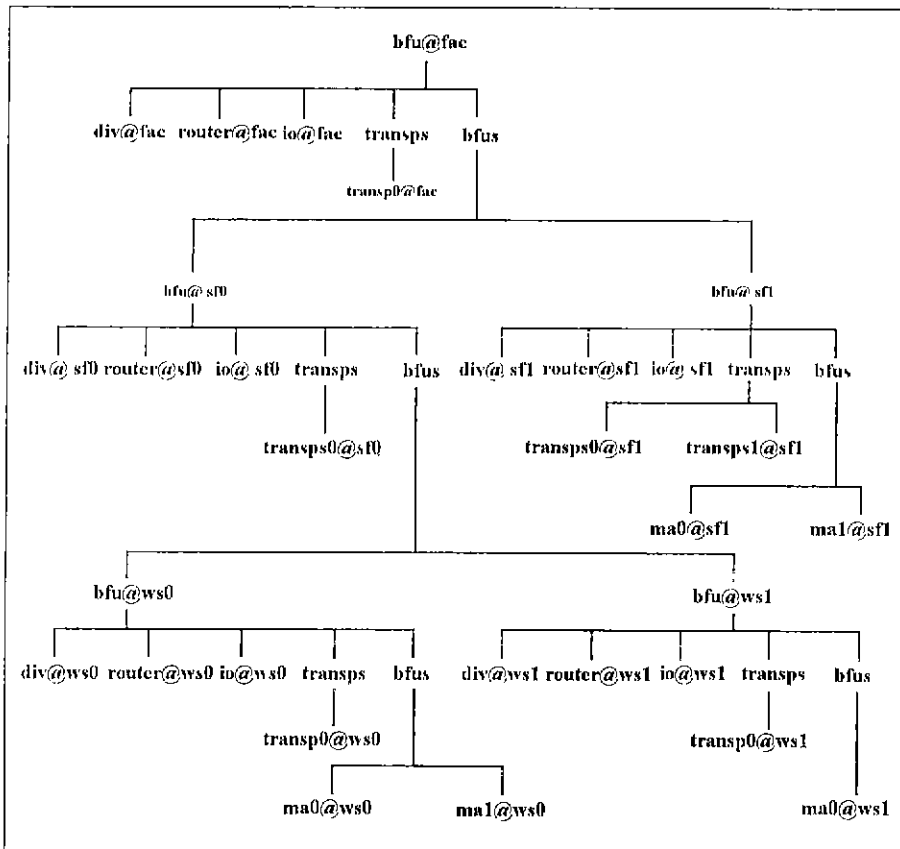 bfu@fac
div@fac router@fac io@fac transps bfus
transp0@fac
bfu@sf0 bfu@sf1
div@sf0 router@sf0 io@sf0 transps bfus div@sf1 router@sf1 io@sf1 transps bfus
transps0@sf0 transps0@sf1 transps1@sf1
ma0@sf1 ma1@sf1
bfu@ws0 bfu@ws1
div@ws0 router@ws0 io@ws0 transps bfus div@ws1 router@ws1 io@ws1 transps bfus
transp0@ws0 transp0@ws1
ma0@ws0 ma1@ws0 ma0@ws1